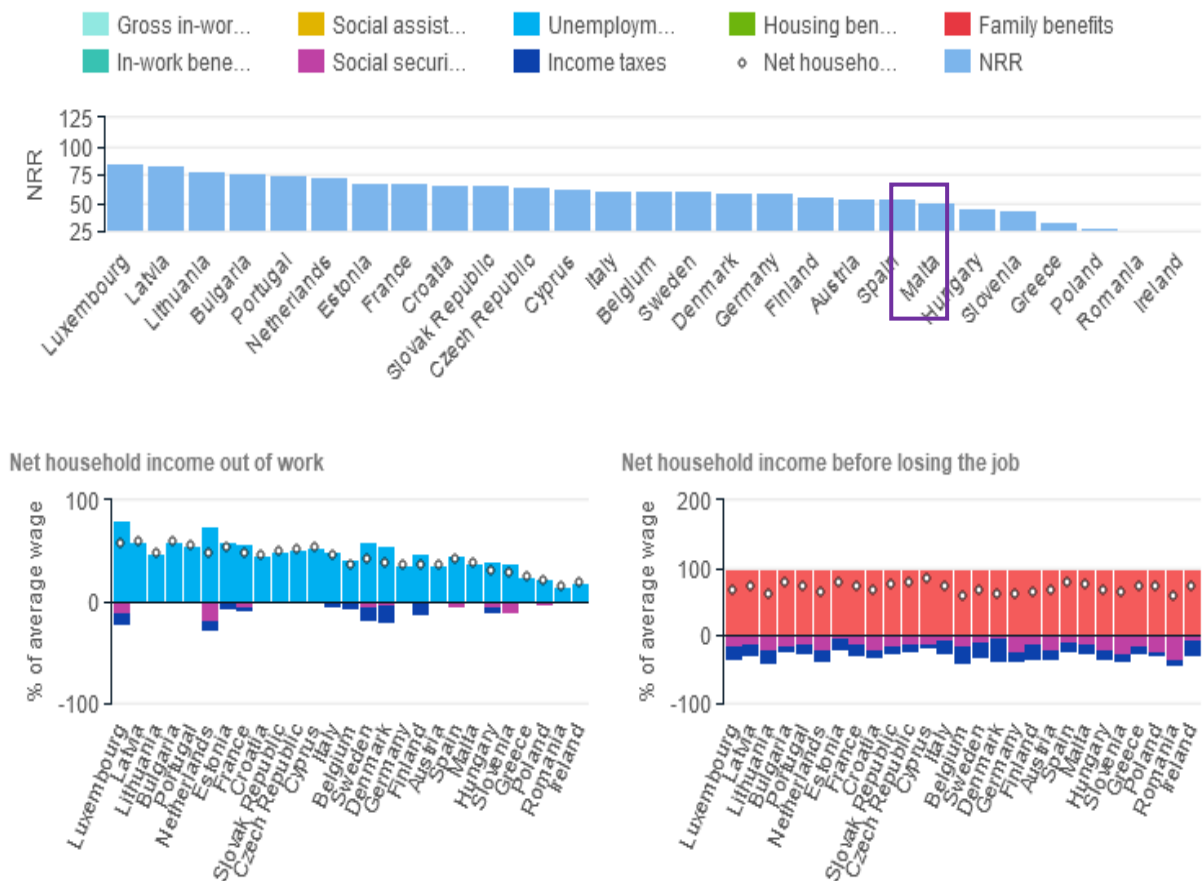 Gross in-wor... Social assist... Unemploym... Housing ben... Family benefits
In-work bene... Social securi... Income taxes Net househo... NRR
NRR
125
100
75
50
25
Luxembourg Latvia Lithuania Bulgaria Portugal Netherlands Estonia France Croatia Slovak Republic Czech Republic Cyprus Italy Belgium Sweden Denmark Germany Finland Austria Spain Malta Hungary Slovenia Greece Poland Romania Ireland
Net household income out of work
% of average wage
100
0
-100
Luxembourg Latvia Lithuania Bulgaria Portugal Netherlands Estonia France Croatia Slovak Republic Czech Republic Cyprus Italy Belgium Sweden Denmark Germany Finland Austria Spain Malta Hungary Slovenia Greece Poland Romania Ireland
Net household income before losing the job
% of average wage
200
100
0
-100
Luxembourg Latvia Lithuania Bulgaria Portugal Netherlands Estonia France Croatia Slovak Republic Czech Republic Cyprus Italy Belgium Sweden Denmark Germany Finland Austria Spain Malta Hungary Slovenia Greece Poland Romania Ireland